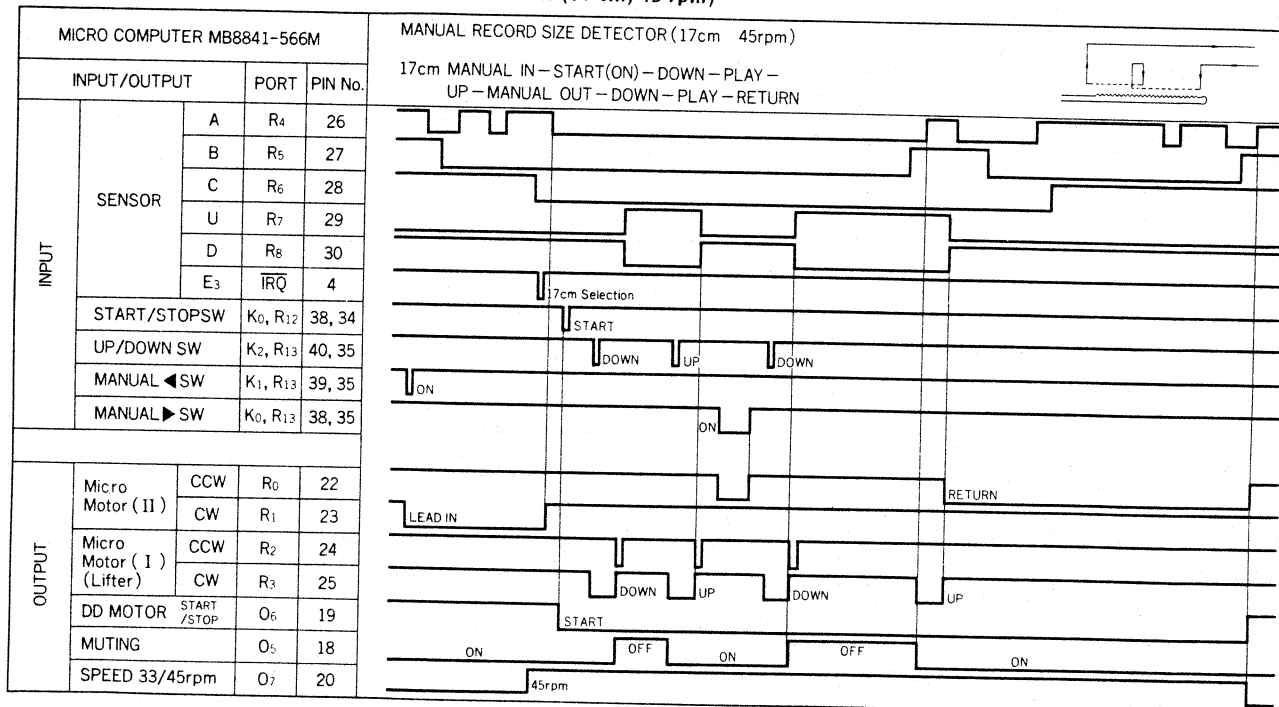 MICRO COMPUTER MB8841-566M
MANUAL RECORD SIZE DETECTOR (17cm 45rpm)
17cm MANUAL IN – START(ON) – DOWN – PLAY –
UP – MANUAL OUT – DOWN – PLAY – RETURN
INPUT/OUTPUT PORT PIN No.
INPUT
SENSOR
A R4 26
B R5 27
C R6 28
U R7 29
D R8 30
E3 IRQ 4
17cm Selection
START/STOPSW K0, R12 38, 34
START
UP/DOWN SW K2, R13 40, 35
DOWN UP DOWN
MANUAL ◀ SW K1, R13 39, 35
ON
MANUAL ▶ SW K0, R13 38, 35
ON
OUTPUT
Micro Motor (II)
CCW R0 22
RETURN
CW R1 23
LEAD IN
Micro Motor (I) (Lifter)
CCW R2 24
CW R3 25
DOWN UP DOWN UP
DD MOTOR START/STOP O6 19
START
MUTING O5 18
ON OFF ON OFF ON
SPEED 33/45rpm O7 20
45rpm